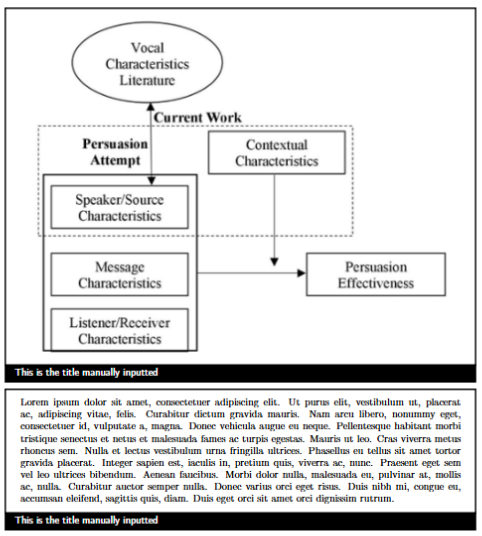 Vocal
Characteristics
Literature
Current Work
Persuasion
Attempt
Contextual
Characteristics
Speaker/Source
Characteristics
Message
Characteristics
Persuasion
Effectiveness
Listener/Receiver
Characteristics
This is the title manually inputted
Lorem ipsum dolor sit amet, consectetuer adipiscing elit. Ut purus elit, vestibulum ut, placerat
ac, adipiscing vitae, felis. Curabitur dictum gravida mauris. Nam arcu libero, nonummy eget,
consectetuer id, vulputate a, magna. Donec vehicula augue eu neque. Pellentesque habitant morbi
tristique senectus et netus et malesuada fames ac turpis egestas. Mauris ut leo. Cras viverra metus
rhoncus sem. Nulla et lectus vestibulum urna fringilla ultrices. Phasellus eu tellus sit amet tortor
gravida placerat. Integer sapien est, iaculis in, pretium quis, viverra ac, nunc. Praesent eget sem
vel leo ultrices bibendum. Aenean faucibus. Morbi dolor nulla, malesuada eu, pulvinar at, mollis
ac, nulla. Curabitur auctor semper nulla. Donec varius orci eget risus. Duis nibh mi, congue eu,
accumsan eleifend, sagittis quis, diam. Duis eget orci sit amet orci dignissim rutrum.
This is the title manually inputted